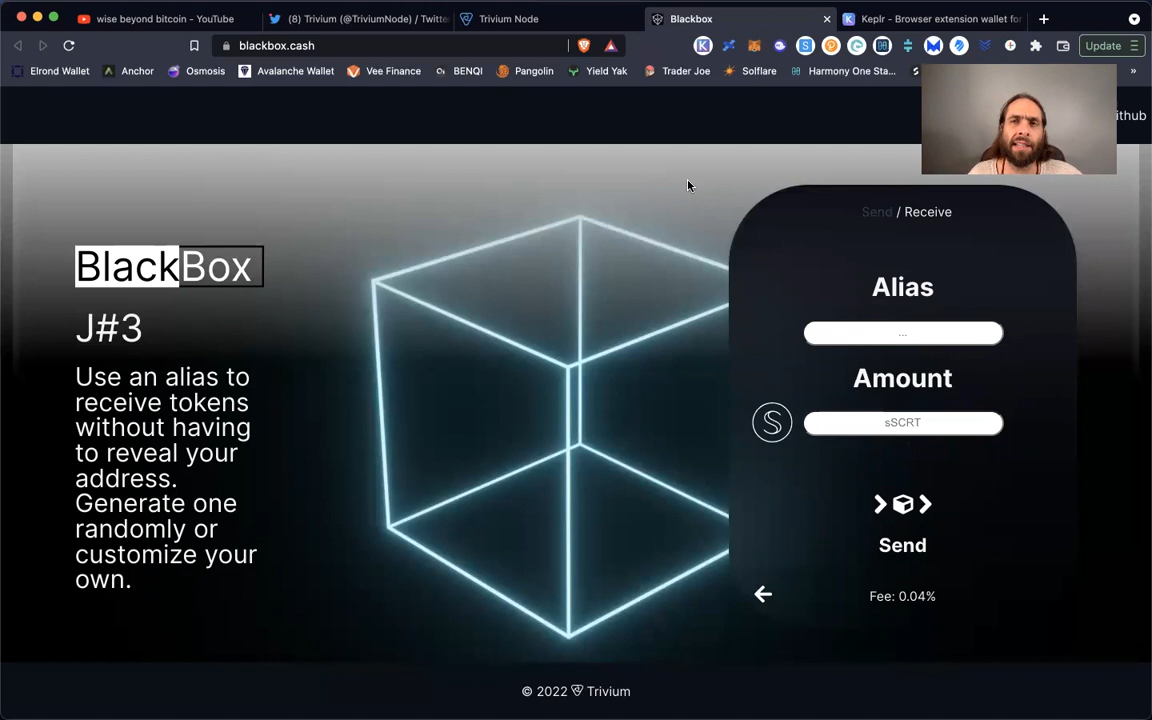 wise beyond bitcoin - YouTube
(8) Trivium (@TriviumNode) / Twitte
Trivium Node
Blackbox
Keplr - Browser extension wallet for
blackbox.cash
Update
Elrond Wallet
Anchor
Osmosis
Avalanche Wallet
Vee Finance
BENQI
Pangolin
Yield Yak
Trader Joe
Solflare
Harmony One Sta...
ithub
BlackBox
J#3
Use an alias to
receive tokens
without having
to reveal your
address.
Generate one
randomly or
customize your
own.
Send / Receive
Alias
...
Amount
sSCRT
Send
Fee: 0.04%
© 2022 Trivium